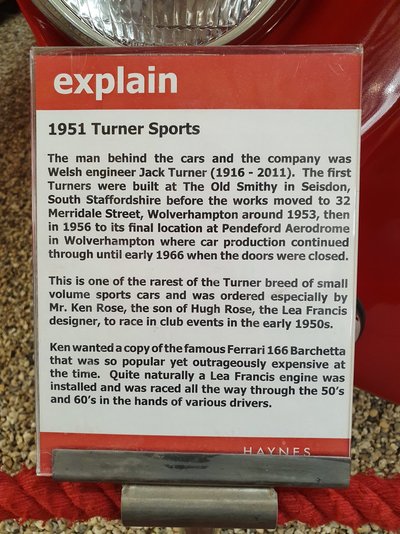 explain
1951 Turner Sports
The man behind the cars and the company was
Welsh engineer Jack Turner (1916 - 2011). The first
Turners were built at The Old Smithy in Seisdon,
South Staffordshire before the works moved to 32
Merridale Street, Wolverhampton around 1953, then
in 1956 to its final location at Pendeford Aerodrome
in Wolverhampton where car production continued
through until early 1966 when the doors were closed.
This is one of the rarest of the Turner breed of small
volume sports cars and was ordered especially by
Mr. Ken Rose, the son of Hugh Rose, the Lea Francis
designer, to race in club events in the early 1950s.
Ken wanted a copy of the famous Ferrari 166 Barchetta
that was so popular yet outrageously expensive at
the time. Quite naturally a Lea Francis engine was
installed and was raced all the way through the 50's
and 60's in the hands of various drivers.
HAYNES